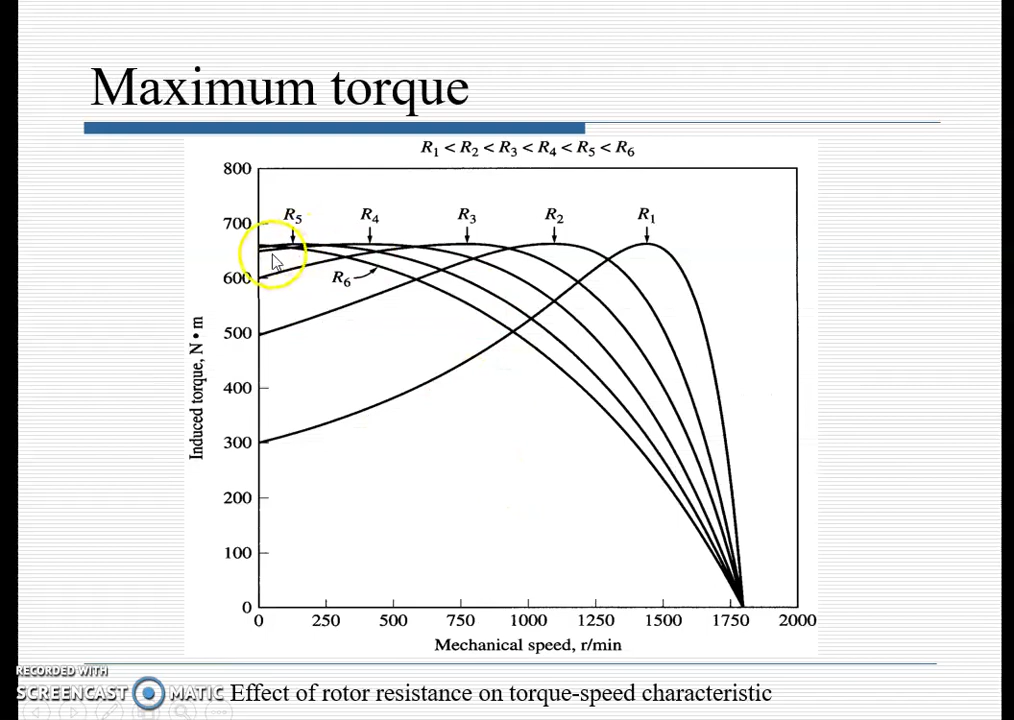 Maximum torque
R1 < R2 < R3 < R4 < R5 < R6
800
700
600
500
400
300
200
100
0
R5
R4
R3
R2
R1
R6
Induced torque, N • m
0 250 500 750 1000 1250 1500 1750 2000
Mechanical speed, r/min
RECORDED WITH
SCREENCAST MATIC
Effect of rotor resistance on torque-speed characteristic